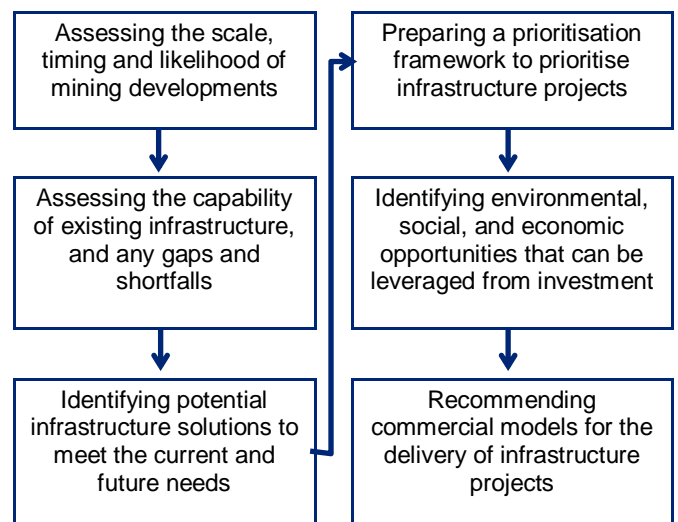 Assessing the scale,
timing and likelihood of
mining developments
Assessing the capability
of existing infrastructure,
and any gaps and
shortfalls
Identifying potential
infrastructure solutions to
meet the current and
future needs
Preparing a prioritisation
framework to prioritise
infrastructure projects
Identifying environmental,
social, and economic
opportunities that can be
leveraged from investment
Recommending
commercial models for the
delivery of infrastructure
projects